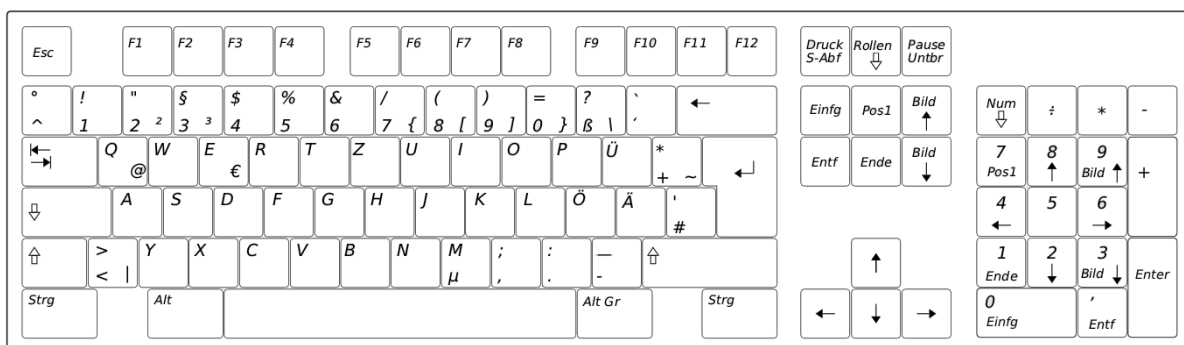 Esc F1 F2 F3 F4 F5 F6 F7 F8 F9 F10 F11 F12 Druck S-Abf Rollen Pause Untbr
° ! " § $ % & / ( ) = ? `
^ 1 2 ² 3 ³ 4 5 6 7 { 8 [ 9 ] 0 } ß \ ´
Einfg Pos1 Bild Num ÷ * -
Q W E R T Z U I O P Ü *
@ € + ~
Entf Ende Bild 7 Pos1 8 9 Bild +
A S D F G H J K L Ö Ä '
#
4 5 6
> Y X C V B N M ; : _
< | µ , . -
1 Ende 2 3 Bild Enter
Strg Alt Alt Gr Strg
0 Einfg , Entf